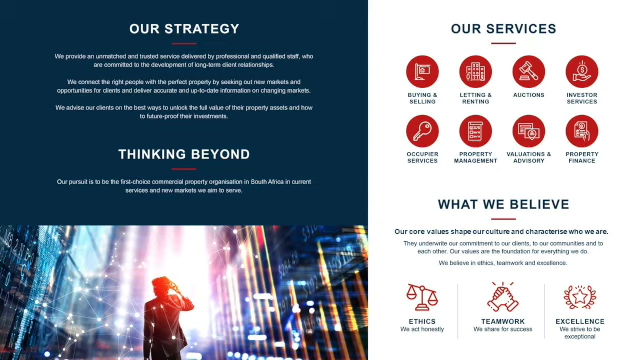 OUR STRATEGY
We provide an unmatched and trusted service delivered by professional and qualified staff, who
are committed to the development of long-term client relationships.
We connect the right people with the perfect property by seeking out new markets and
opportunities for clients and deliver accurate and up-to-date information on changing markets.
We advise our clients on the best ways to unlock the full value of their property assets and how
to future-proof their investments.
THINKING BEYOND
Our pursuit is to be the first-choice commercial property organisation in South Africa in current
services and new markets we aim to serve.
OUR SERVICES
BUYING &
SELLING
LETTING &
RENTING
AUCTIONS
INVESTOR
SERVICES
OCCUPIER
SERVICES
PROPERTY
MANAGEMENT
VALUATIONS &
ADVISORY
PROPERTY
FINANCE
WHAT WE BELIEVE
Our core values shape our culture and characterise who we are.
They underwrite our commitment to our clients, to our communities and to
each other. Our values are the foundation for everything we do.
We believe in ethics, teamwork and excellence.
ETHICS
We act honestly
TEAMWORK
We share for success
EXCELLENCE
We strive to be
exceptional